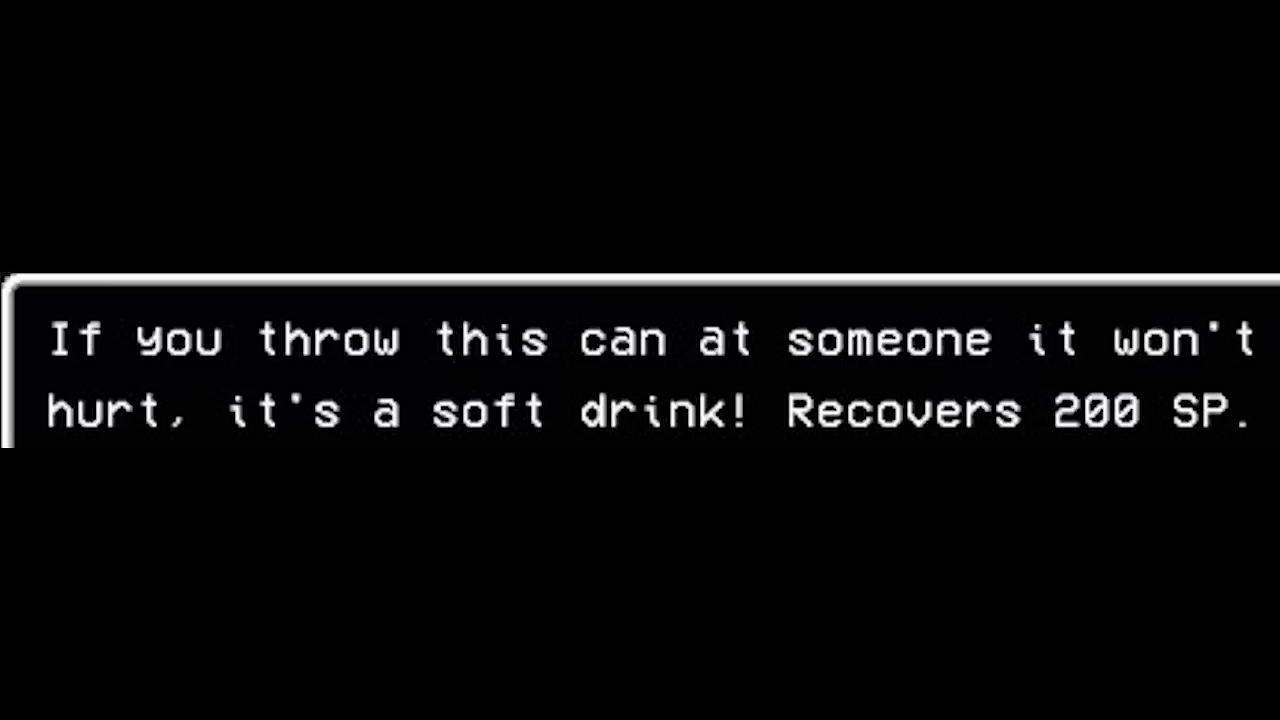 If you throw this can at someone it won't
hurt, it's a soft drink! Recovers 200 SP.